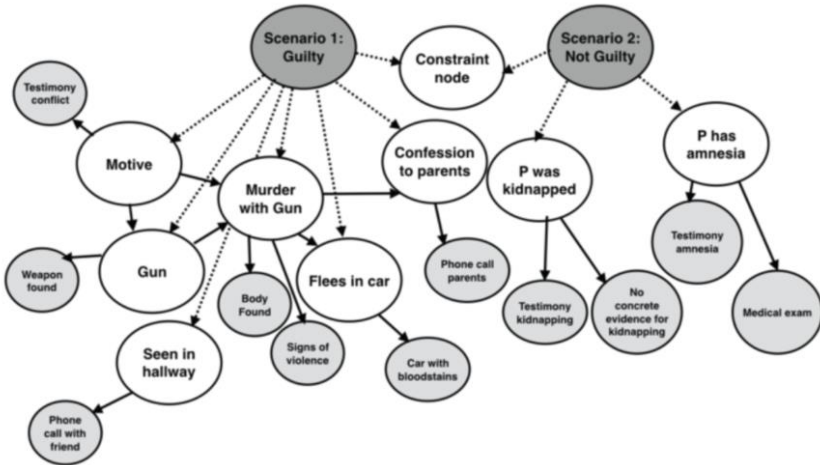 Scenario 1:
Guilty
Scenario 2:
Not Guilty
Constraint
node
Testimony
conflict
Motive
Murder
with Gun
Confession
to parents
P was
kidnapped
P has
amnesia
Weapon
found
Gun
Body
Found
Flees in car
Phone call
parents
Testimony
kidnapping
No
concrete
evidence for
kidnapping
Testimony
amnesia
Medical exam
Seen in
hallway
Signs of
violence
Car with
bloodstains
Phone
call with
friend